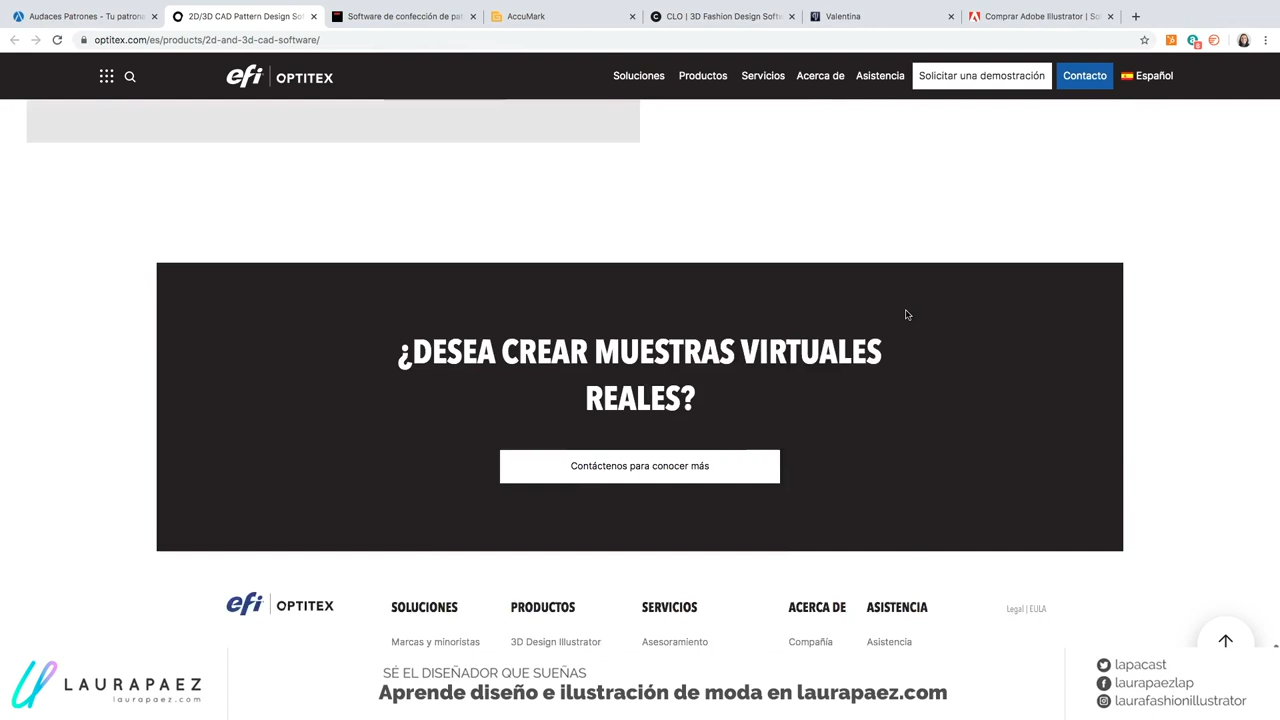 Audaces Patrones - Tu patrona
2D/3D CAD Pattern Design So
Software de confección de pa
AccuMark
CLO | 3D Fashion Design Soft
Valentina
Comprar Adobe Illustrator | So
optitex.com/es/products/2d-and-3d-cad-software/
efi OPTITEX
Soluciones
Productos
Servicios
Acerca de
Asistencia
Solicitar una demostración
Contacto
Español
¿DESEA CREAR MUESTRAS VIRTUALES
REALES?
Contáctenos para conocer más
efi OPTITEX
SOLUCIONES
PRODUCTOS
SERVICIOS
ACERCA DE
ASISTENCIA
Legal | EULA
Marcas y minoristas
3D Design Illustrator
Asesoramiento
Compañía
Asistencia
LAURAPAEZ
laurapaez.com
SÉ EL DISEÑADOR QUE SUEÑAS
Aprende diseño e ilustración de moda en laurapaez.com
lapacast
laurapaezlap
laurafashionillustrator